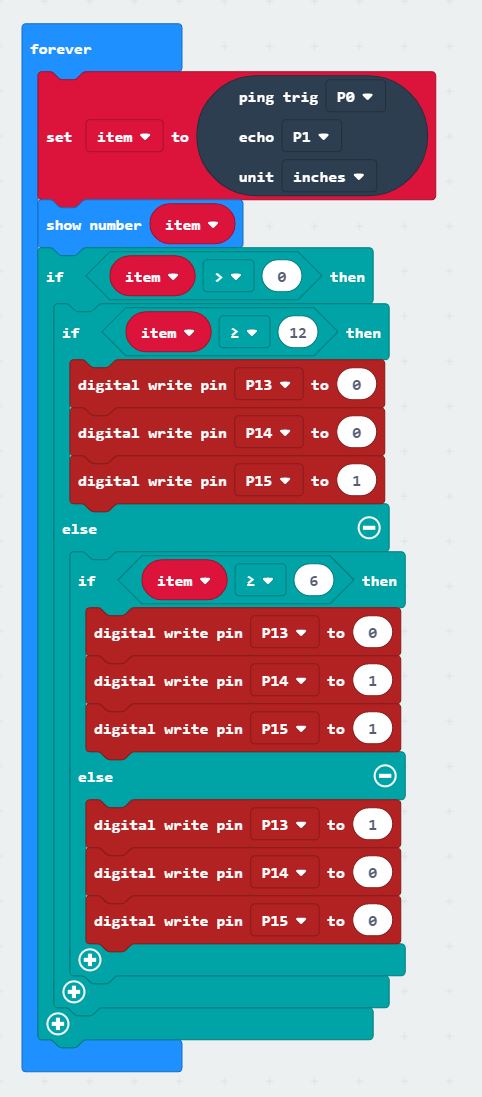 forever
ping trig P0
set item to echo P1
unit inches
show number item
if item > 0 then
if item ≥ 12 then
digital write pin P13 to 0
digital write pin P14 to 0
digital write pin P15 to 1
else
if item ≥ 6 then
digital write pin P13 to 0
digital write pin P14 to 1
digital write pin P15 to 1
else
digital write pin P13 to 1
digital write pin P14 to 0
digital write pin P15 to 0